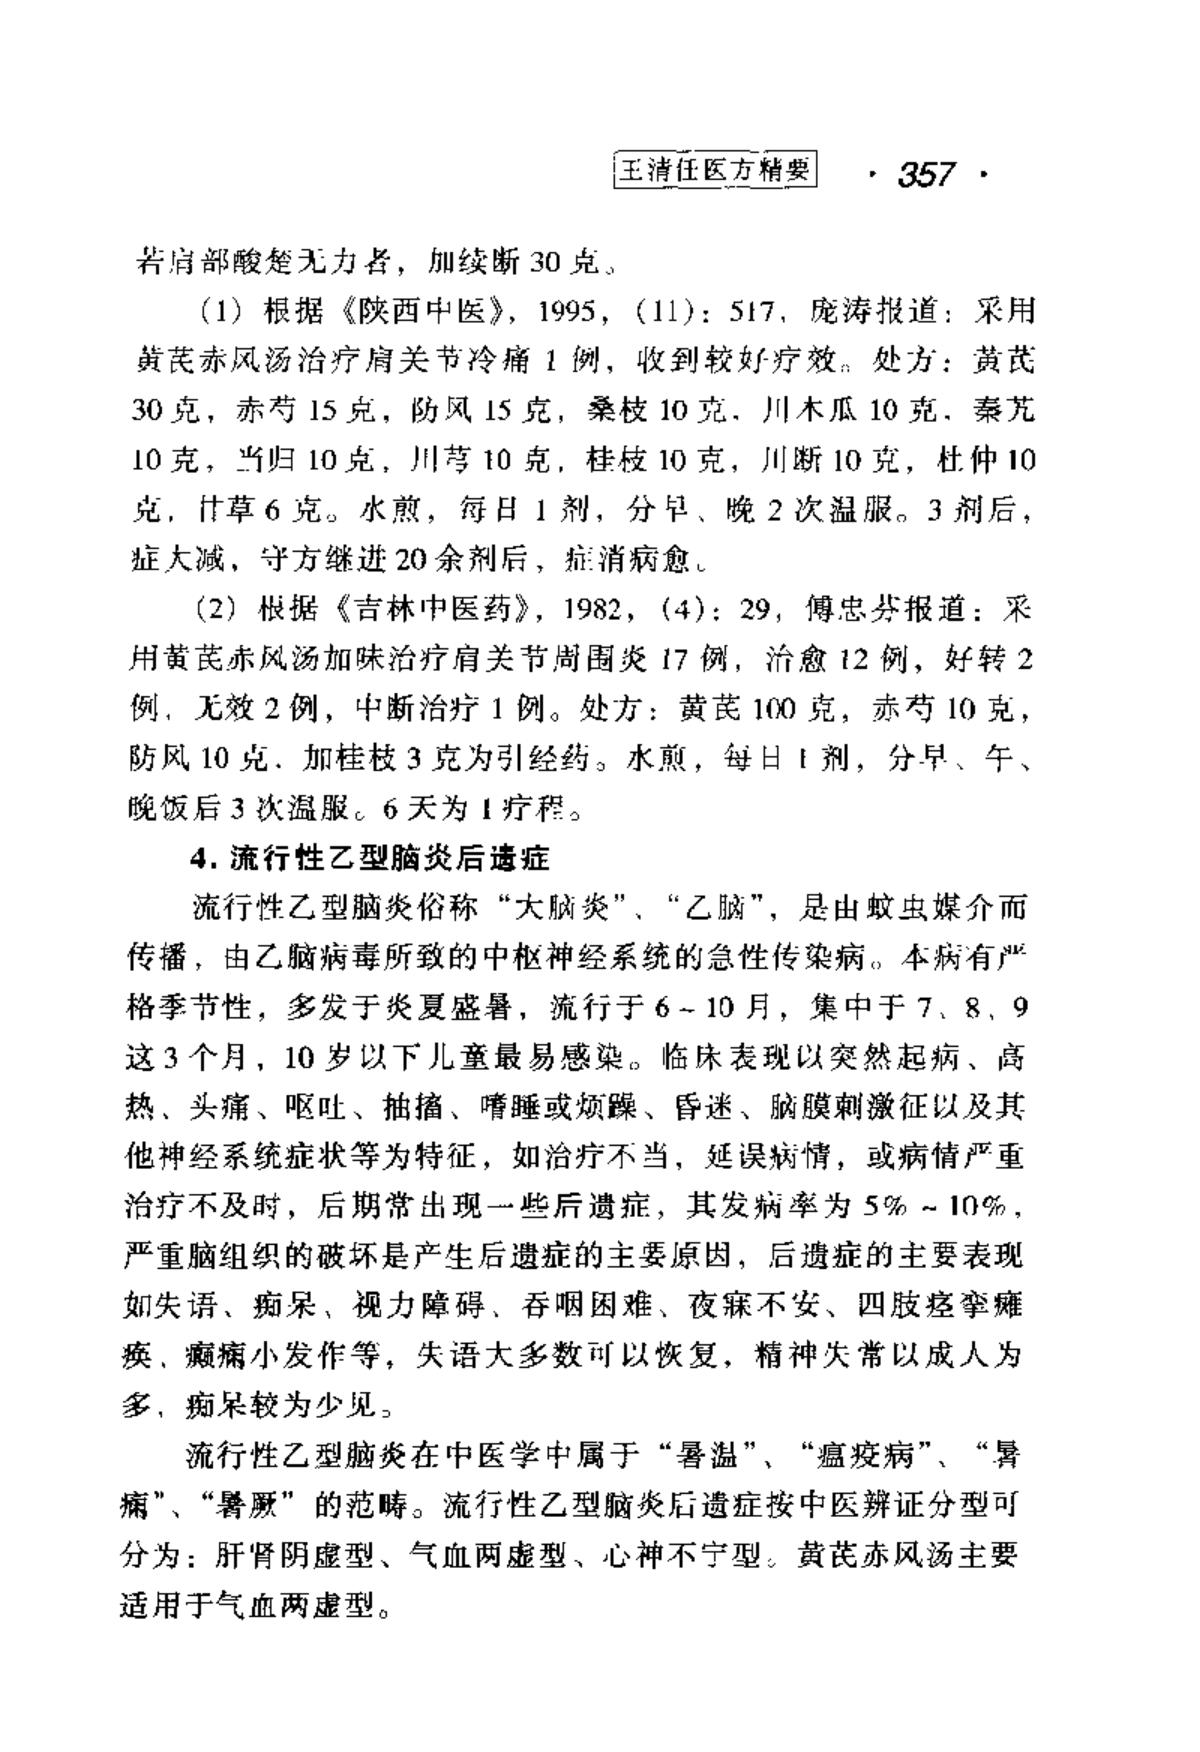 王清任医方精要 · 357 ·
若肩部酸楚无力者，加续断 30 克。
（1）根据《陕西中医》，1995，（11）：517，庞涛报道：采用
黄芪赤风汤治疗肩关节冷痛 1 例，收到较好疗效。处方：黄芪
30 克，赤芍 15 克，防风 15 克，桑枝 10 克，川木瓜 10 克，秦艽
10 克，当归 10 克，川芎 10 克，桂枝 10 克，川断 10 克，杜仲 10
克，甘草 6 克。水煎，每日 1 剂，分早、晚 2 次温服。3 剂后，
症大减，守方继进 20 余剂后，症消病愈。
（2）根据《吉林中医药》，1982，（4）：29，傅忠芬报道：采
用黄芪赤风汤加味治疗肩关节周围炎 17 例，治愈 12 例，好转 2
例，无效 2 例，中断治疗 1 例。处方：黄芪 100 克，赤芍 10 克，
防风 10 克，加桂枝 3 克为引经药。水煎，每日 1 剂，分早、午、
晚饭后 3 次温服。6 天为 1 疗程。
4. 流行性乙型脑炎后遗症
流行性乙型脑炎俗称“大脑炎”、“乙脑”，是由蚊虫媒介而
传播，由乙脑病毒所致的中枢神经系统的急性传染病。本病有严
格季节性，多发于炎夏盛暑，流行于 6～10 月，集中于 7、8、9
这 3 个月，10 岁以下儿童最易感染。临床表现以突然起病、高
热、头痛、呕吐、抽搐、嗜睡或烦躁、昏迷、脑膜刺激征以及其
他神经系统症状等为特征，如治疗不当，延误病情，或病情严重
治疗不及时，后期常出现一些后遗症，其发病率为 5%～10%，
严重脑组织的破坏是产生后遗症的主要原因，后遗症的主要表现
如失语、痴呆、视力障碍、吞咽困难、夜寐不安、四肢痉挛瘫
痪、癫痫小发作等，失语大多数可以恢复，精神失常以成人为
多，痴呆较为少见。
流行性乙型脑炎在中医学中属于“暑温”、“瘟疫病”、“暑
痫”、“暑厥”的范畴。流行性乙型脑炎后遗症按中医辨证分型可
分为：肝肾阴虚型、气血两虚型、心神不宁型。黄芪赤风汤主要
适用于气血两虚型。